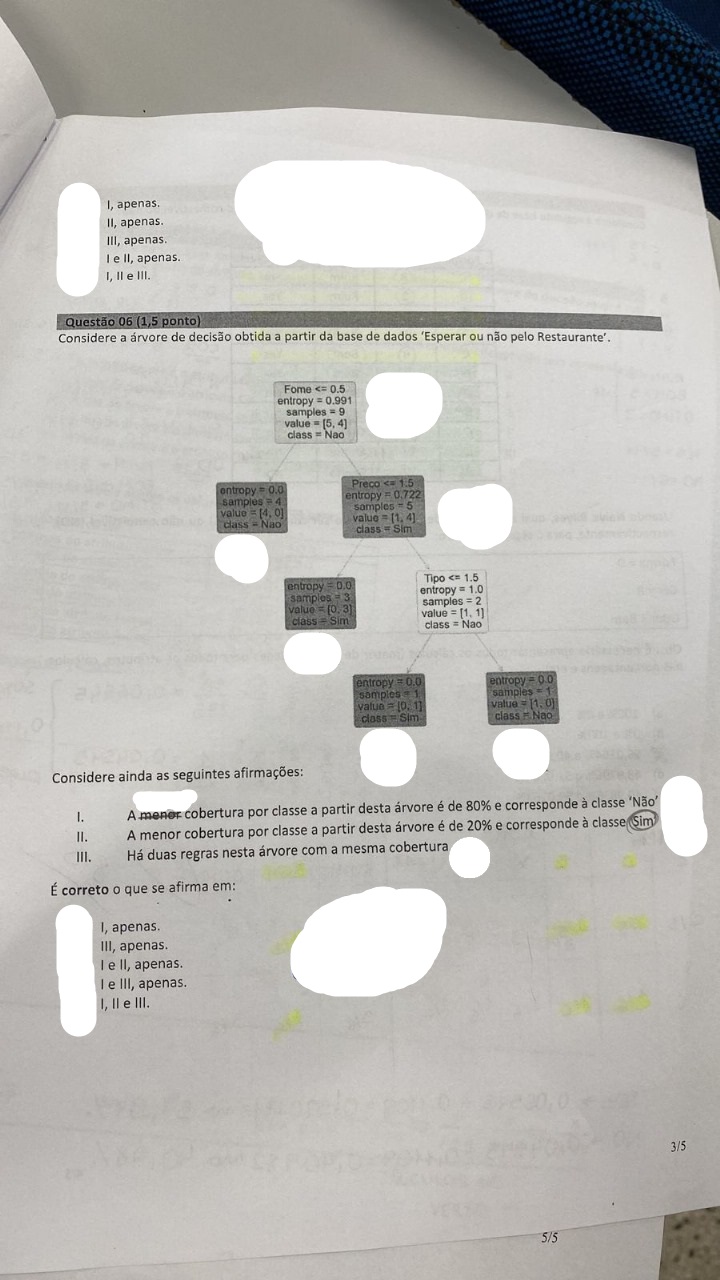 I, apenas.
II, apenas.
III, apenas.
I e II, apenas.
I, II e III.
Questão 06 (1,5 ponto)
Considere a árvore de decisão obtida a partir da base de dados ‘Esperar ou não pelo Restaurante’.
Fome <= 0.5
entropy = 0.991
samples = 9
value = [5, 4]
class = Nao
entropy = 0.0
samples = 4
value = [4, 0]
class = Nao
Preco <= 1.5
entropy = 0.722
samples = 5
value = [1, 4]
class = Sim
entropy = 0.0
samples = 3
value = [0, 3]
class = Sim
Tipo <= 1.5
entropy = 1.0
samples = 2
value = [1, 1]
class = Nao
entropy = 0.0
samples = 1
value = [0, 1]
class = Sim
entropy = 0.0
samples = 1
value = [1, 0]
class = Nao
Considere ainda as seguintes afirmações:
I. A menor cobertura por classe a partir desta árvore é de 80% e corresponde à classe ‘Não’
II. A menor cobertura por classe a partir desta árvore é de 20% e corresponde à classe Sim
III. Há duas regras nesta árvore com a mesma cobertura
É correto o que se afirma em:
I, apenas.
III, apenas.
I e II, apenas.
I e III, apenas.
I, II e III.
3/5
5/5